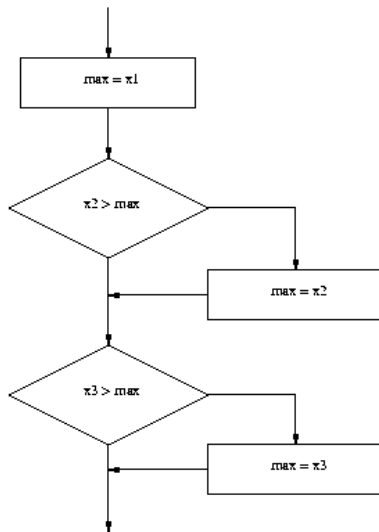 max = x1
x2 > max
max = x2
x3 > max
max = x3